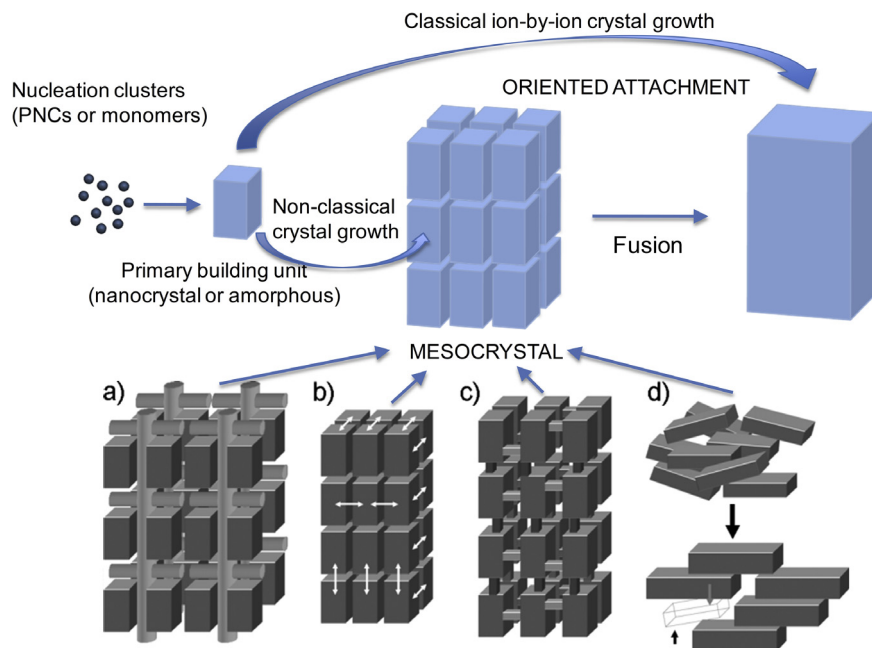 Classical ion-by-ion crystal growth
ORIENTED ATTACHMENT
Nucleation clusters
(PNCs or monomers)
Non-classical
crystal growth
Fusion
Primary building unit
(nanocrystal or amorphous)
MESOCRYSTAL
a)
b)
c)
d)